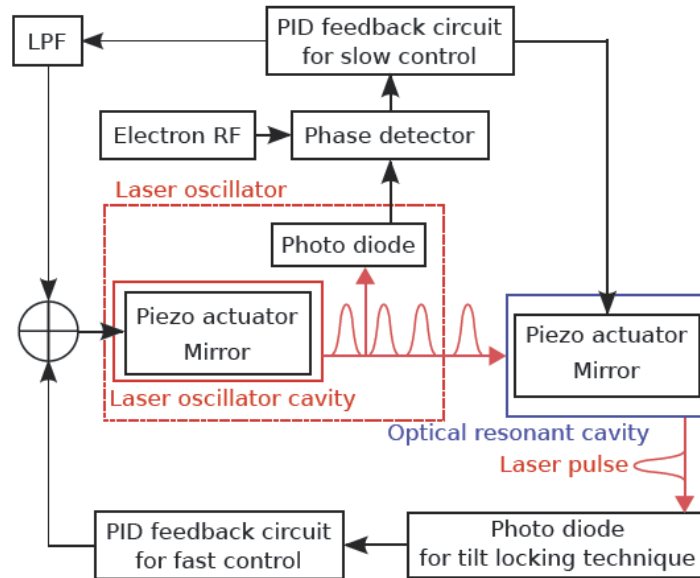 LPF
PID feedback circuit
for slow control
Electron RF
Phase detector
Laser oscillator
Photo diode
Piezo actuator
Mirror
Laser oscillator cavity
Piezo actuator
Mirror
Optical resonant cavity
Laser pulse
PID feedback circuit
for fast control
Photo diode
for tilt locking technique